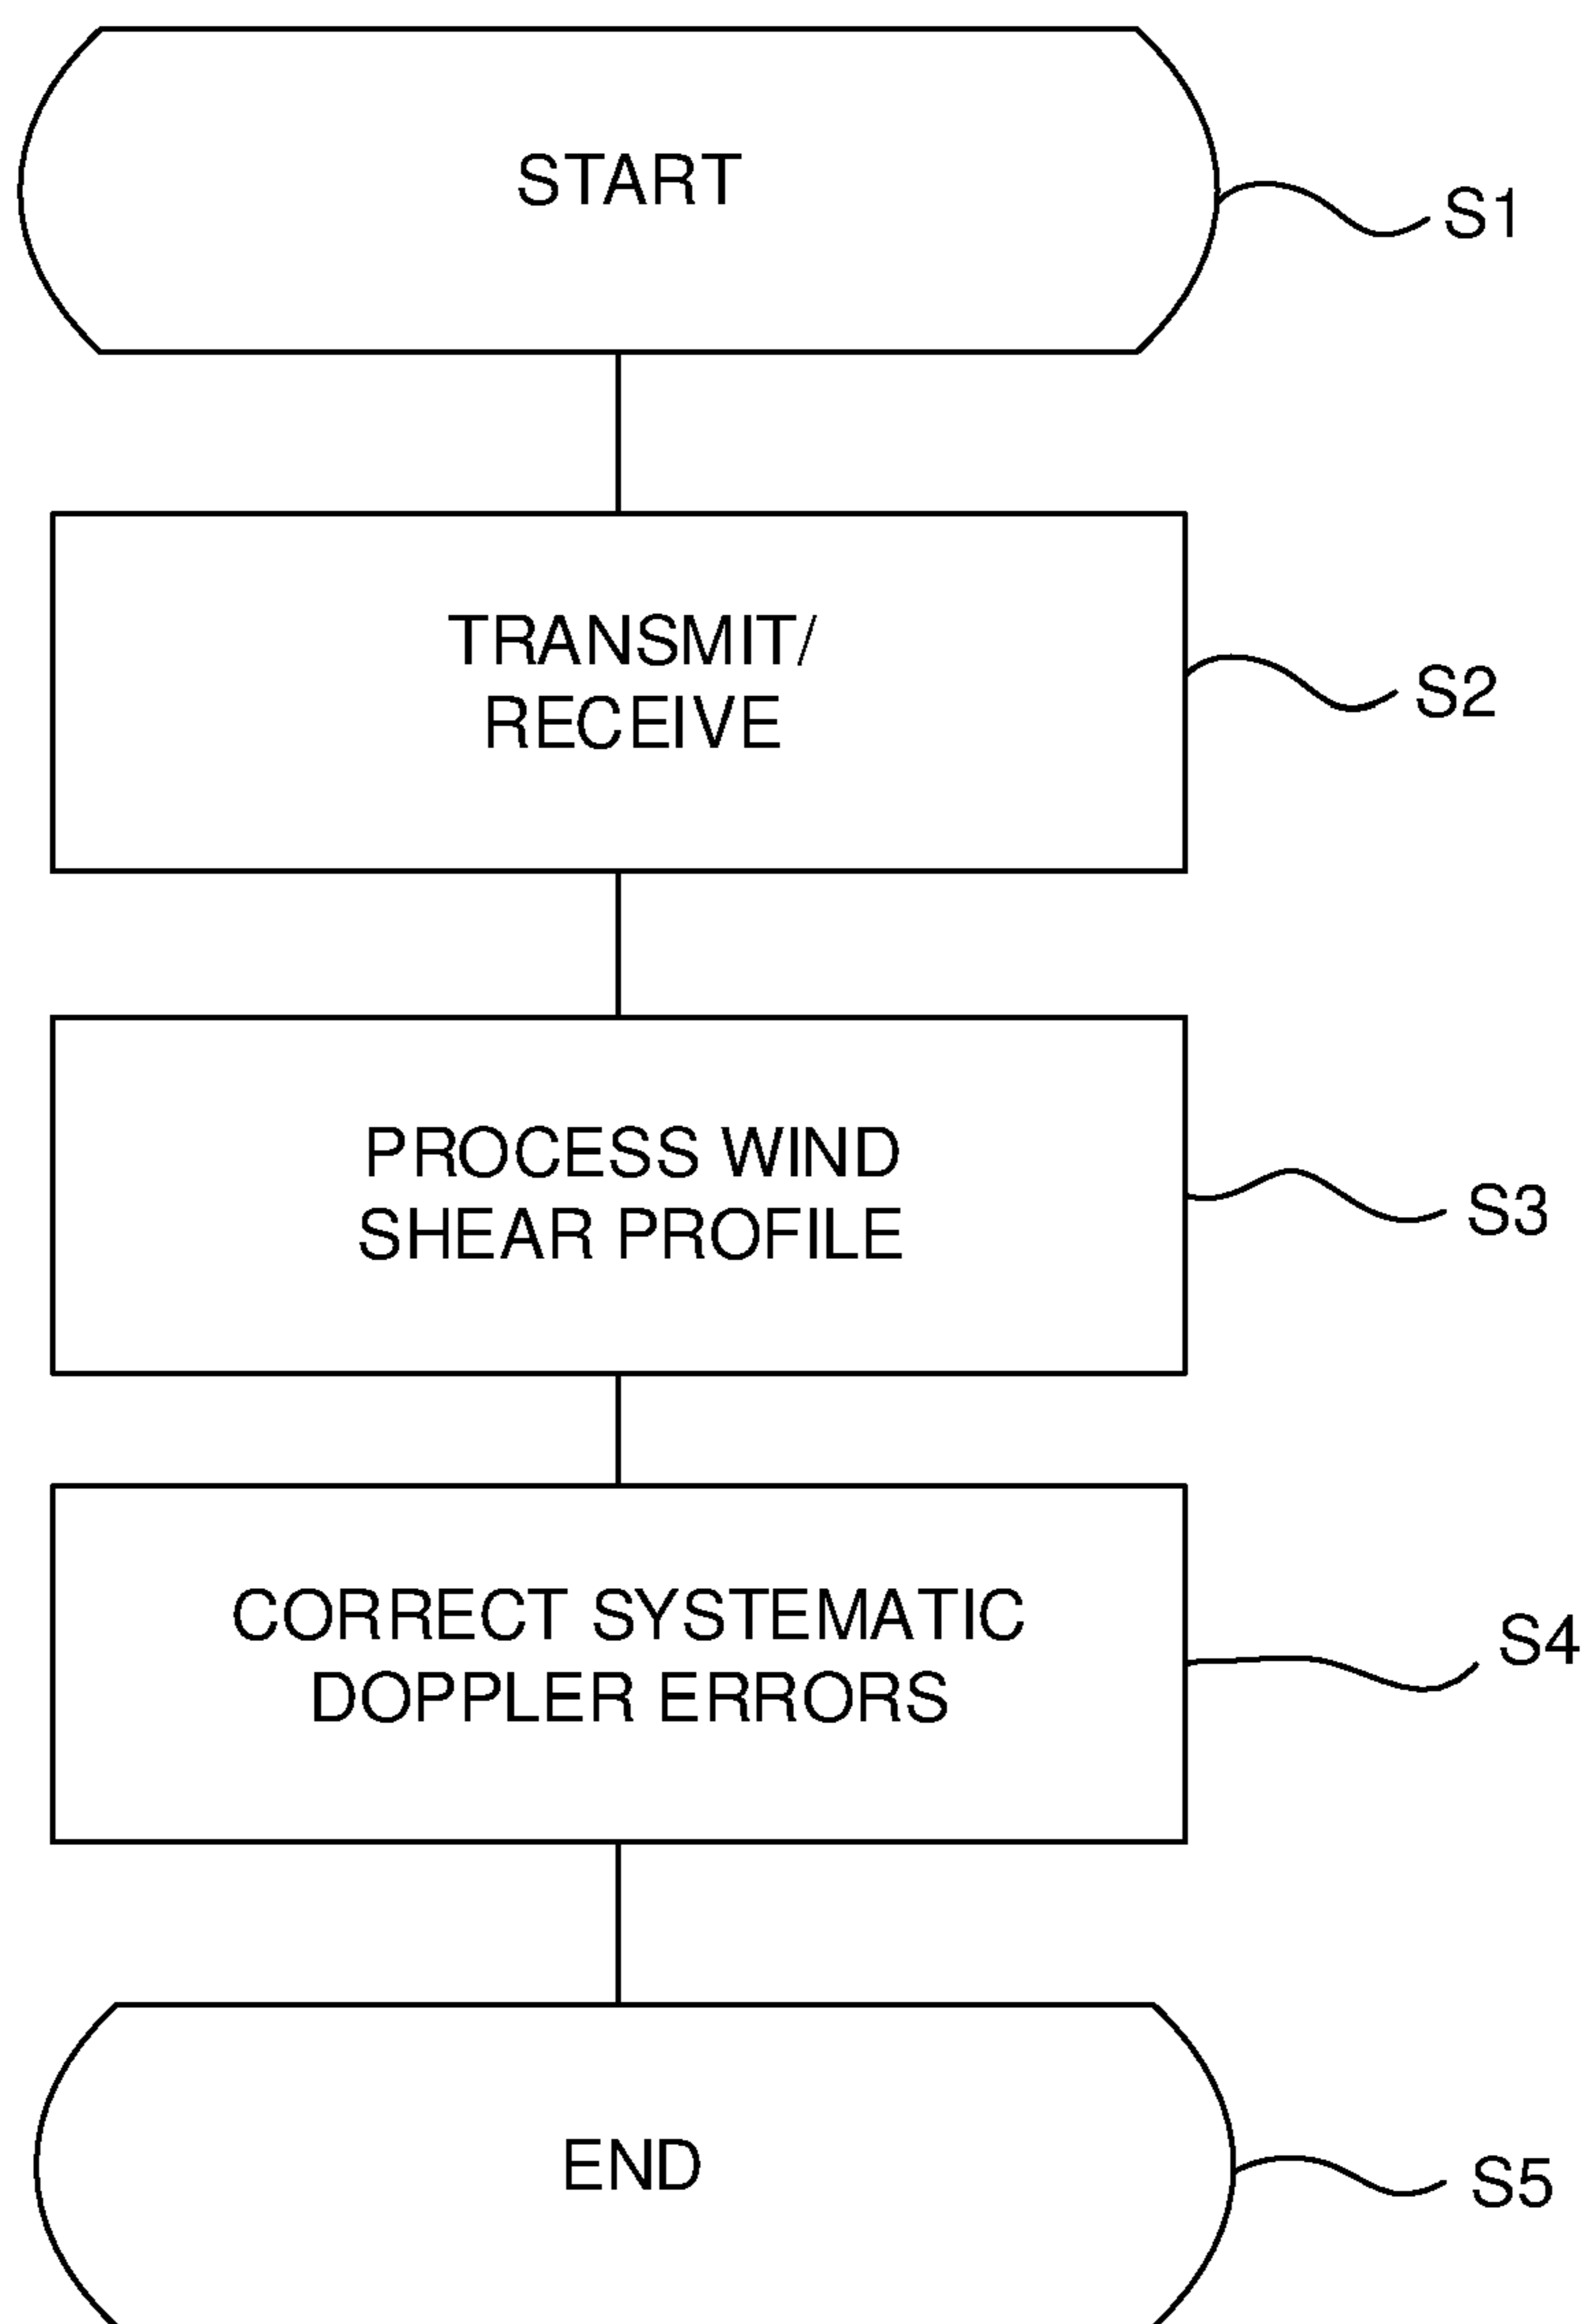 START
S1
TRANSMIT/
RECEIVE
S2
PROCESS WIND
SHEAR PROFILE
S3
CORRECT SYSTEMATIC
DOPPLER ERRORS
S4
END
S5